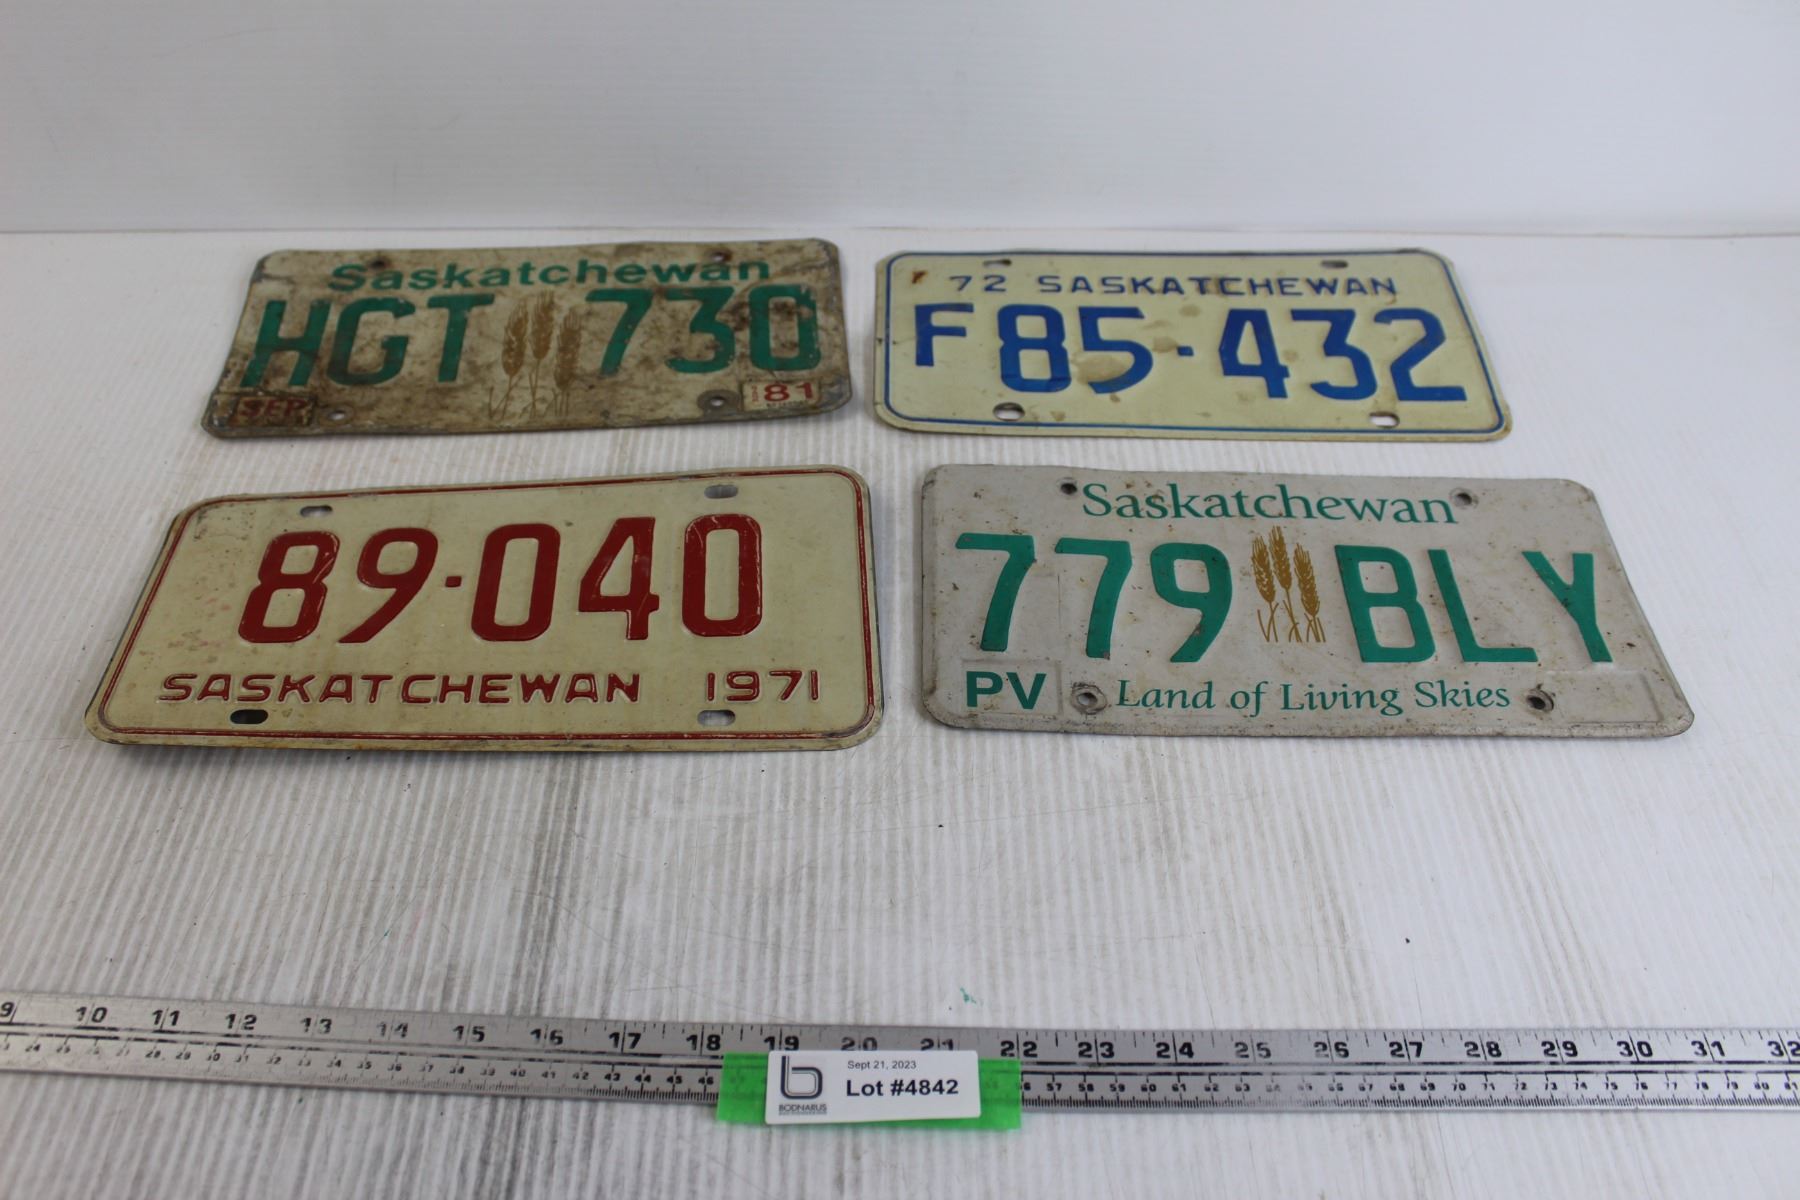 Saskatchewan
HGT 730
SEP
81
72 SASKATCHEWAN
F85·432
89·040
SASKATCHEWAN 1971
Saskatchewan
779 BLY
PV Land of Living Skies
9 10 11 12 13 14 15 16 17 18 19 20 21 22 23 24 25 26 27 28 29 30 31 32
Sept 21, 2023
Lot #4842
BODNARUS